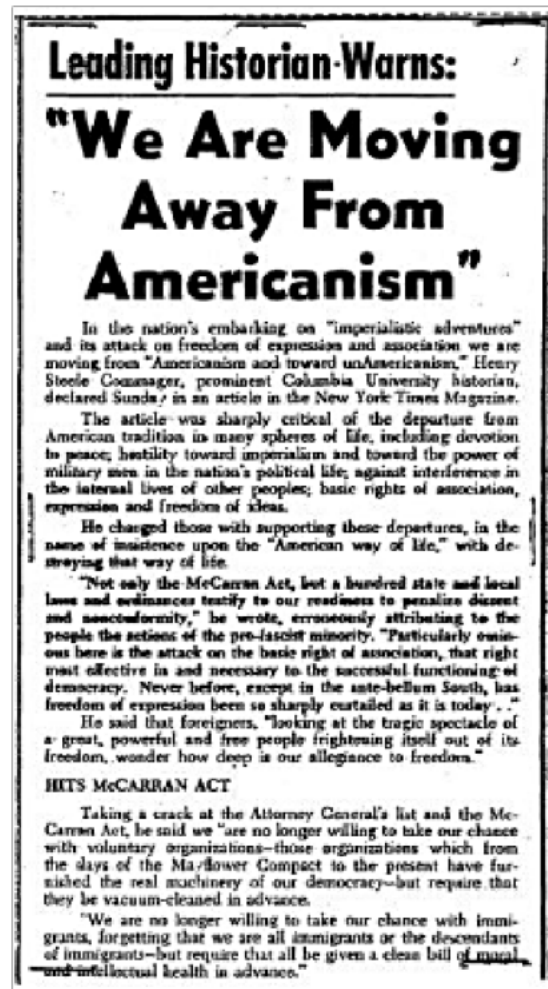 Leading Historian Warns:
"We Are Moving
Away From
Americanism"
In the nation's embarking on "imperialistic adventures"
and its attack on freedom of expression and association we are
moving from "Americanism and toward unAmericanism," Henry
Steele Commager, prominent Columbia University historian,
declared Sunday in an article in the New York Times Magazine.
The article was sharply critical of the departure from
American tradition in many spheres of life, including devotion
to peace; hostility toward imperialism and toward the power of
military men in the nation's political life; against interference in
the internal lives of other peoples; basic rights of association,
expression and freedom of ideas.
He charged those with supporting these departures, in the
name of insistence upon the "American way of life," with de-
stroying that way of life.
"Not only the McCarran Act, but a hundred state and local
laws and ordinances testify to our readiness to penalize dissent
and nonconformity," he wrote, erroneously attributing to the
people the actions of the pro-fascist minority. "Particularly omin-
ous here is the attack on the basic right of association, that right
most effective in and necessary to the successful functioning of
democracy. Never before, except in the ante-bellum South, has
freedom of expression been so sharply curtailed as it is today . ."
He said that foreigners, "looking at the tragic spectacle of
a great, powerful and free people frightening itself out of its
freedom, wonder how deep is our allegiance to freedom."
HITS McCARRAN ACT
Taking a crack at the Attorney General's list and the Mc-
Carran Act, he said we "are no longer willing to take our chance
with voluntary organizations—those organizations which from
the days of the Mayflower Compact to the present have fur-
nished the real machinery of our democracy—but require that
they be vacuum-cleaned in advance.
"We are no longer willing to take our chance with immi-
grants, forgetting that we are all immigrants or the descendants
of immigrants—but require that all be given a clean bill of moral
and intellectual health in advance."